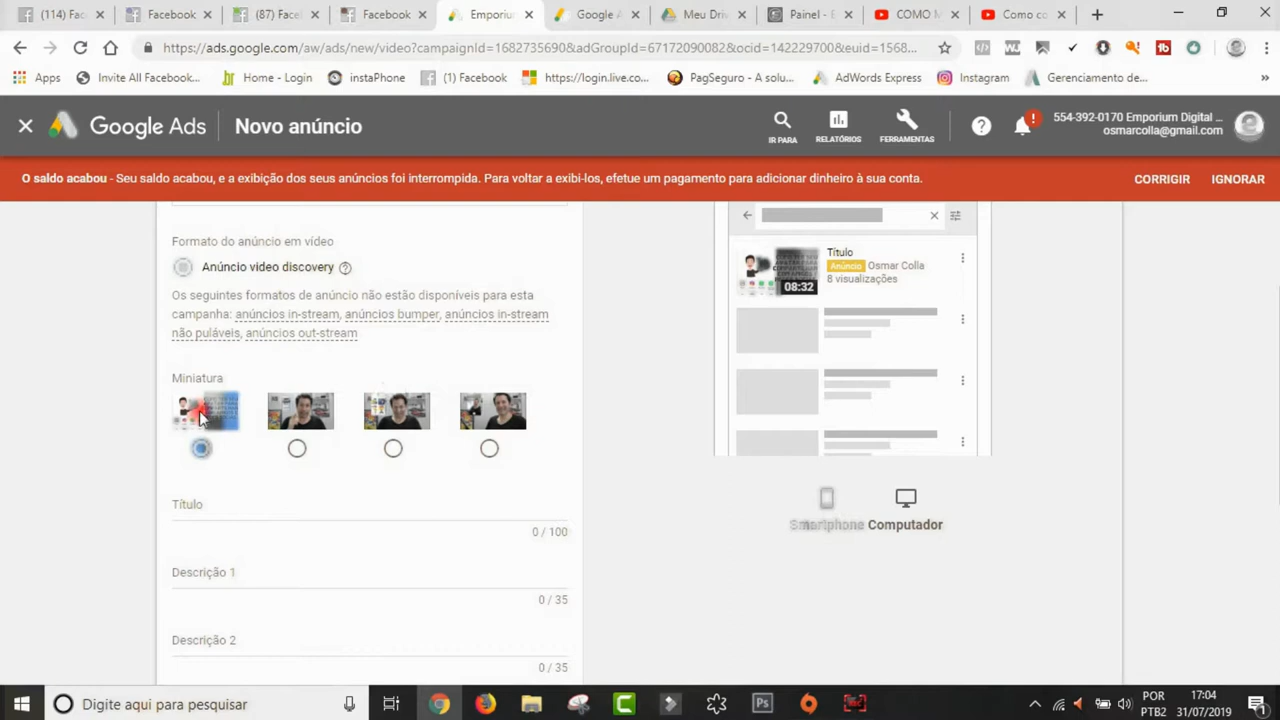 (114) Fac
Facebook
(87) Face
Facebook
Emporiu
Google A
Meu Driv
Painel - E
COMO M
Como co
https://ads.google.com/aw/ads/new/video?campaignId=1682735690&adGroupId=67172090082&ocid=142229700&euid=1568...
Apps
Invite All Facebook...
Home - Login
instaPhone
(1) Facebook
https://login.live.co...
PagSeguro - A solu...
AdWords Express
Instagram
Gerenciamento de...
»
Google Ads
Novo anúncio
IR PARA
RELATÓRIOS
FERRAMENTAS
554-392-0170 Emporium Digital ...
osmarcolla@gmail.com
O saldo acabou - Seu saldo acabou, e a exibição dos seus anúncios foi interrompida. Para voltar a exibi-los, efetue um pagamento para adicionar dinheiro à sua conta.
CORRIGIR
IGNORAR
Formato do anúncio em vídeo
Anúncio video discovery
Os seguintes formatos de anúncio não estão disponíveis para esta
campanha: anúncios in-stream, anúncios bumper, anúncios in-stream
não puláveis, anúncios out-stream
Miniatura
Título
0 / 100
Descrição 1
0 / 35
Descrição 2
0 / 35
Título
Anúncio Osmar Colla
8 visualizações
08:32
Smartphone
Computador
Digite aqui para pesquisar
POR
PTB2
17:04
31/07/2019
1